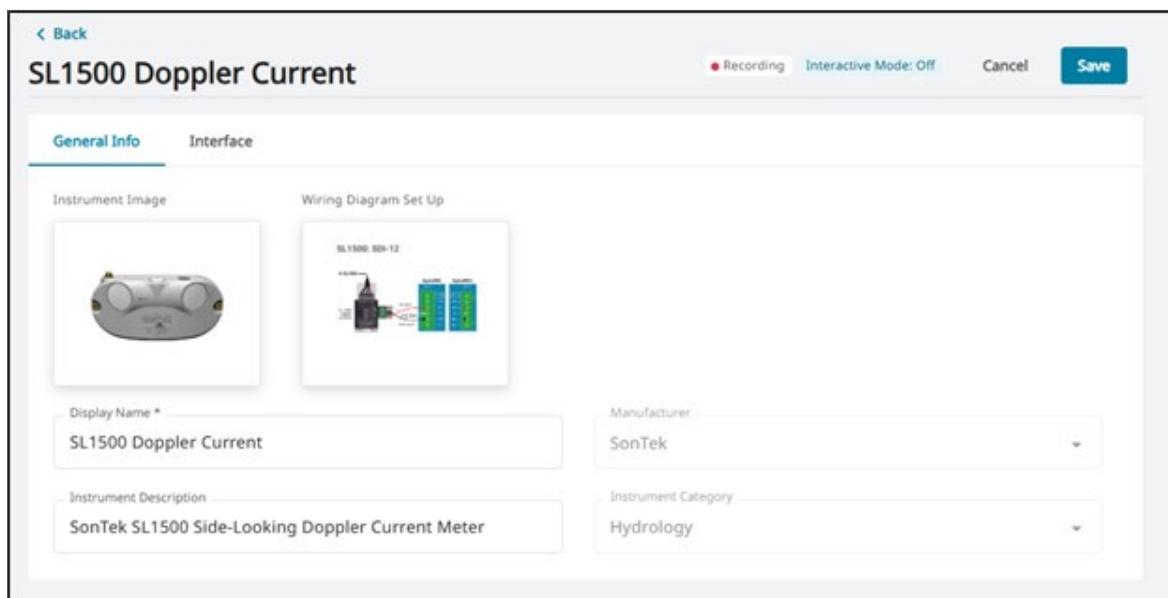 Back
SL1500 Doppler Current
Recording Interactive Mode: Off Cancel Save
General Info Interface
Instrument Image Wiring Diagram Set Up
SL1500: SDI-12
Display Name * Manufacturer
SL1500 Doppler Current SonTek
Instrument Description Instrument Category
SonTek SL1500 Side-Looking Doppler Current Meter Hydrology